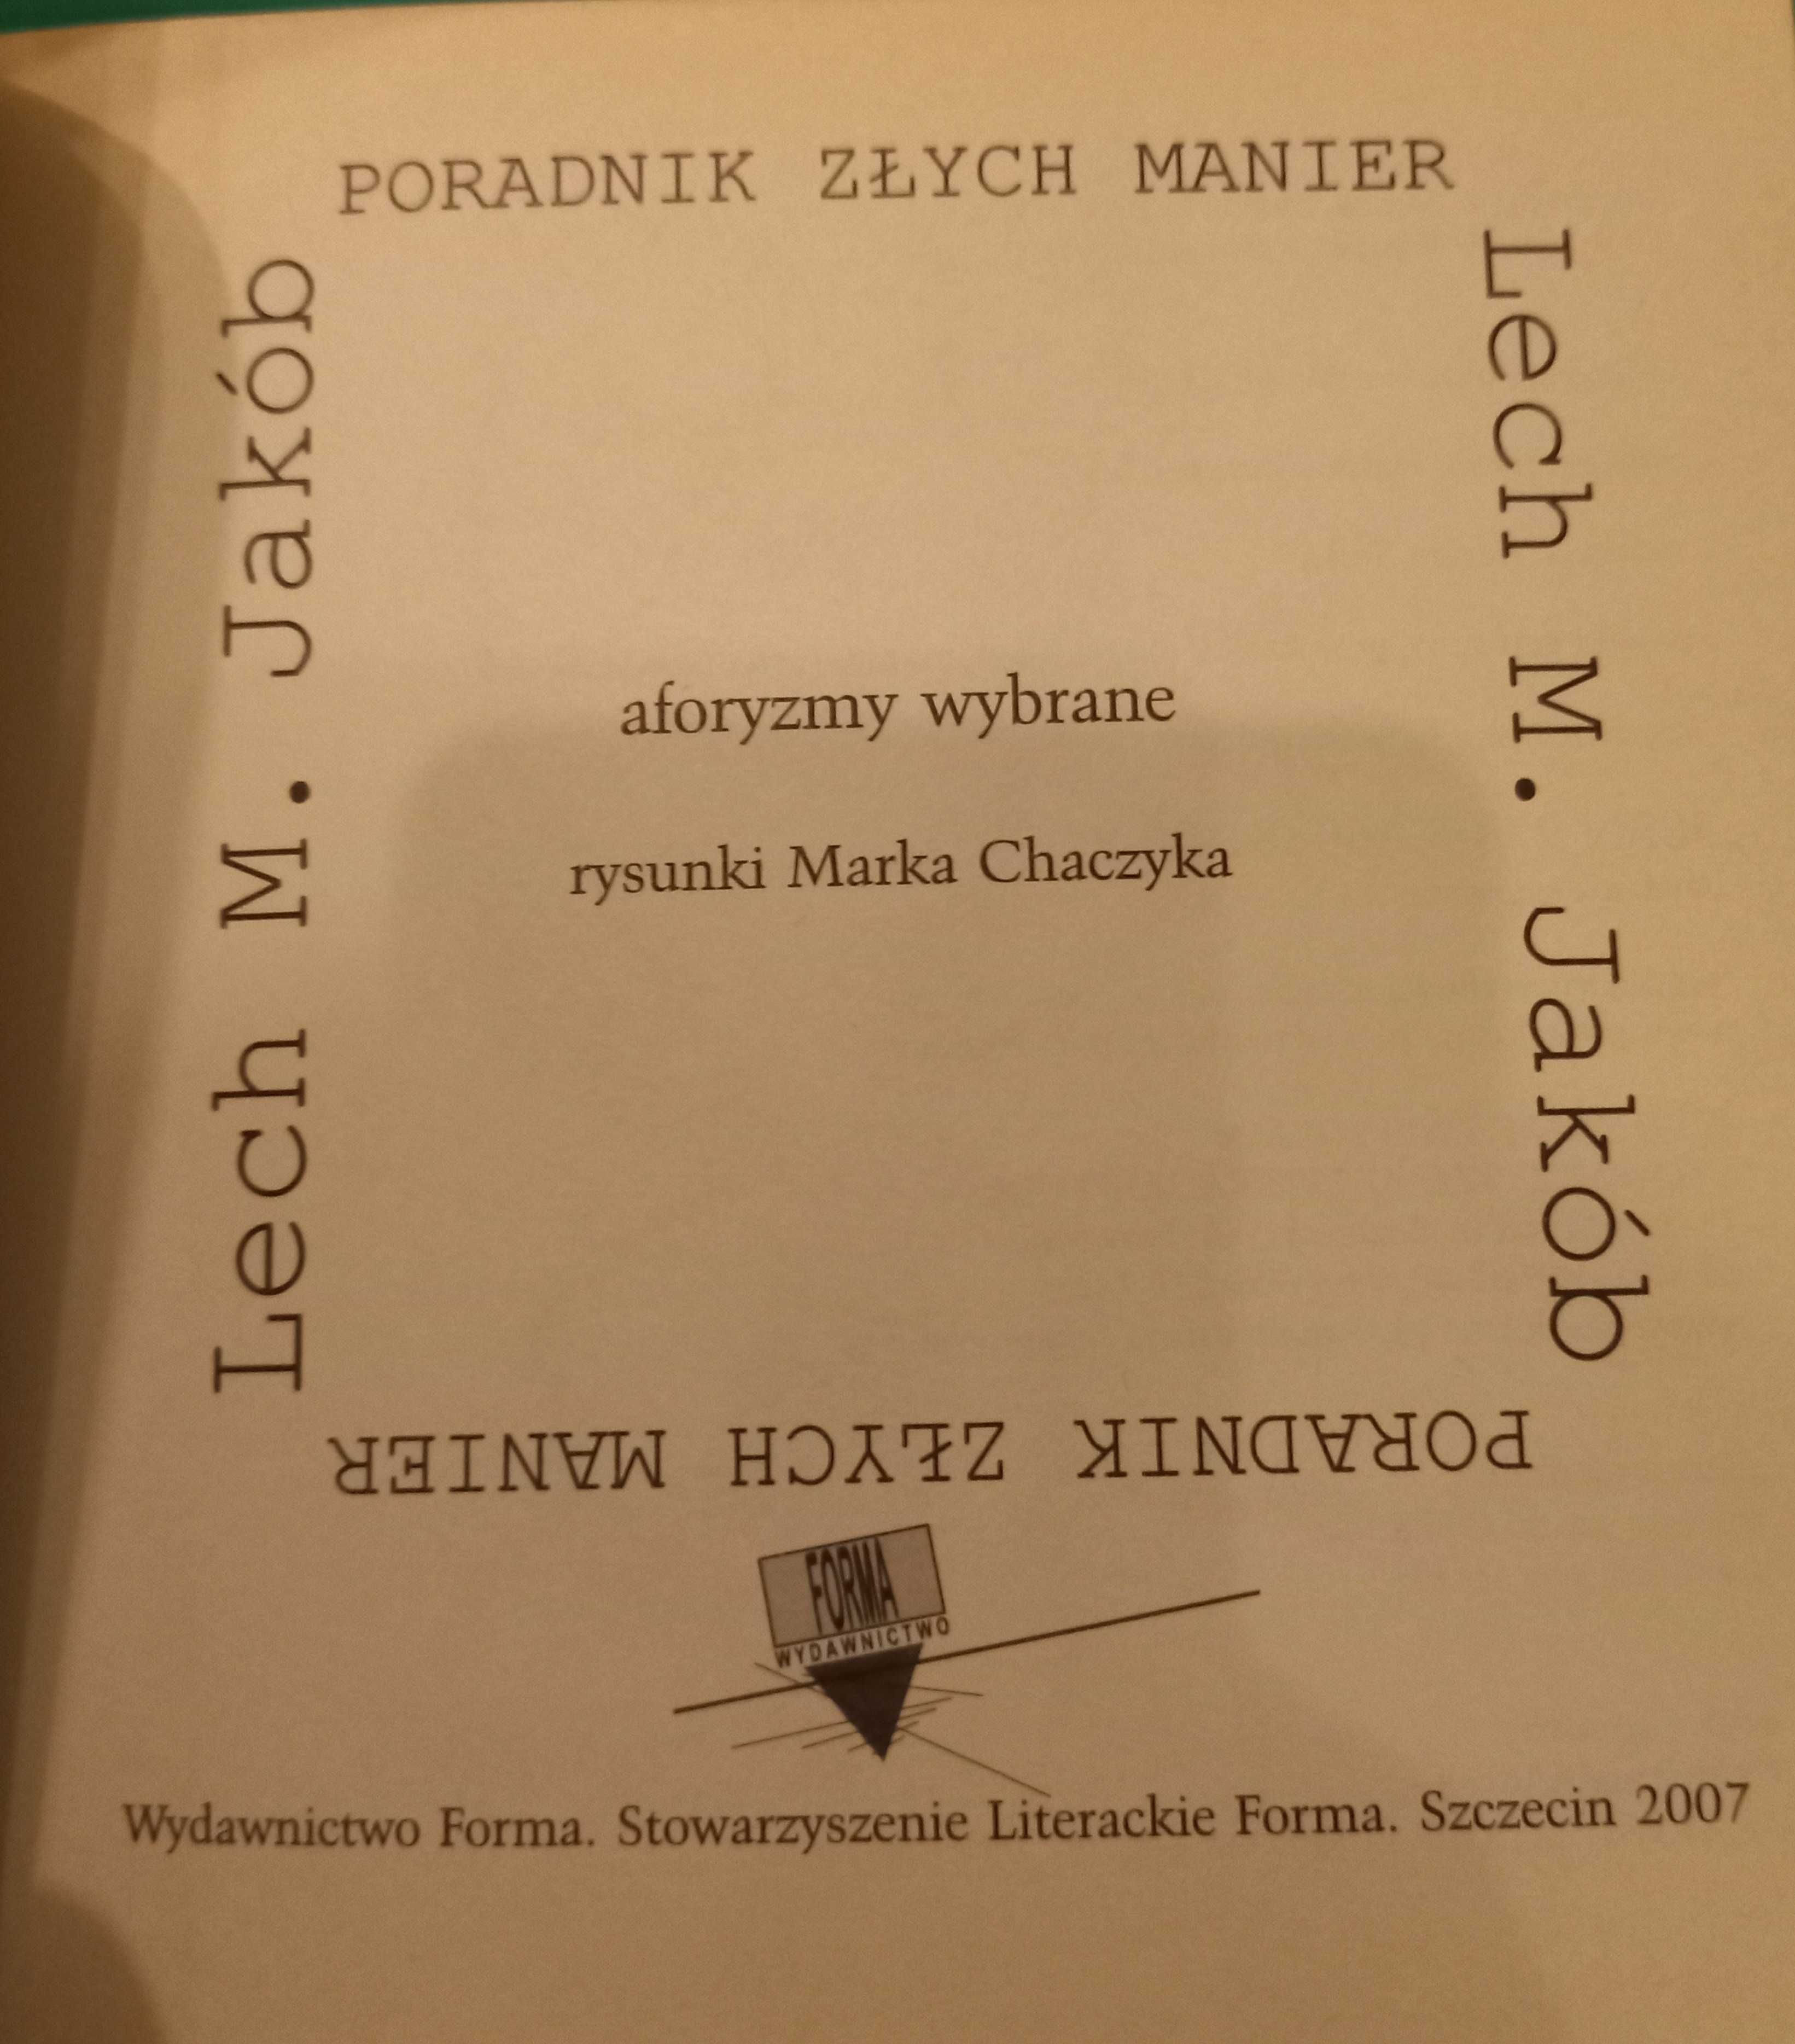 PORADNIK ZŁYCH MANIER
Lech M. Jakób
Lech M. Jakób
aforyzmy wybrane
rysunki Marka Chaczyka
PORADNIK ZŁYCH MANIER
FORMA
WYDAWNICTWO
Wydawnictwo Forma. Stowarzyszenie Literackie Forma. Szczecin 2007